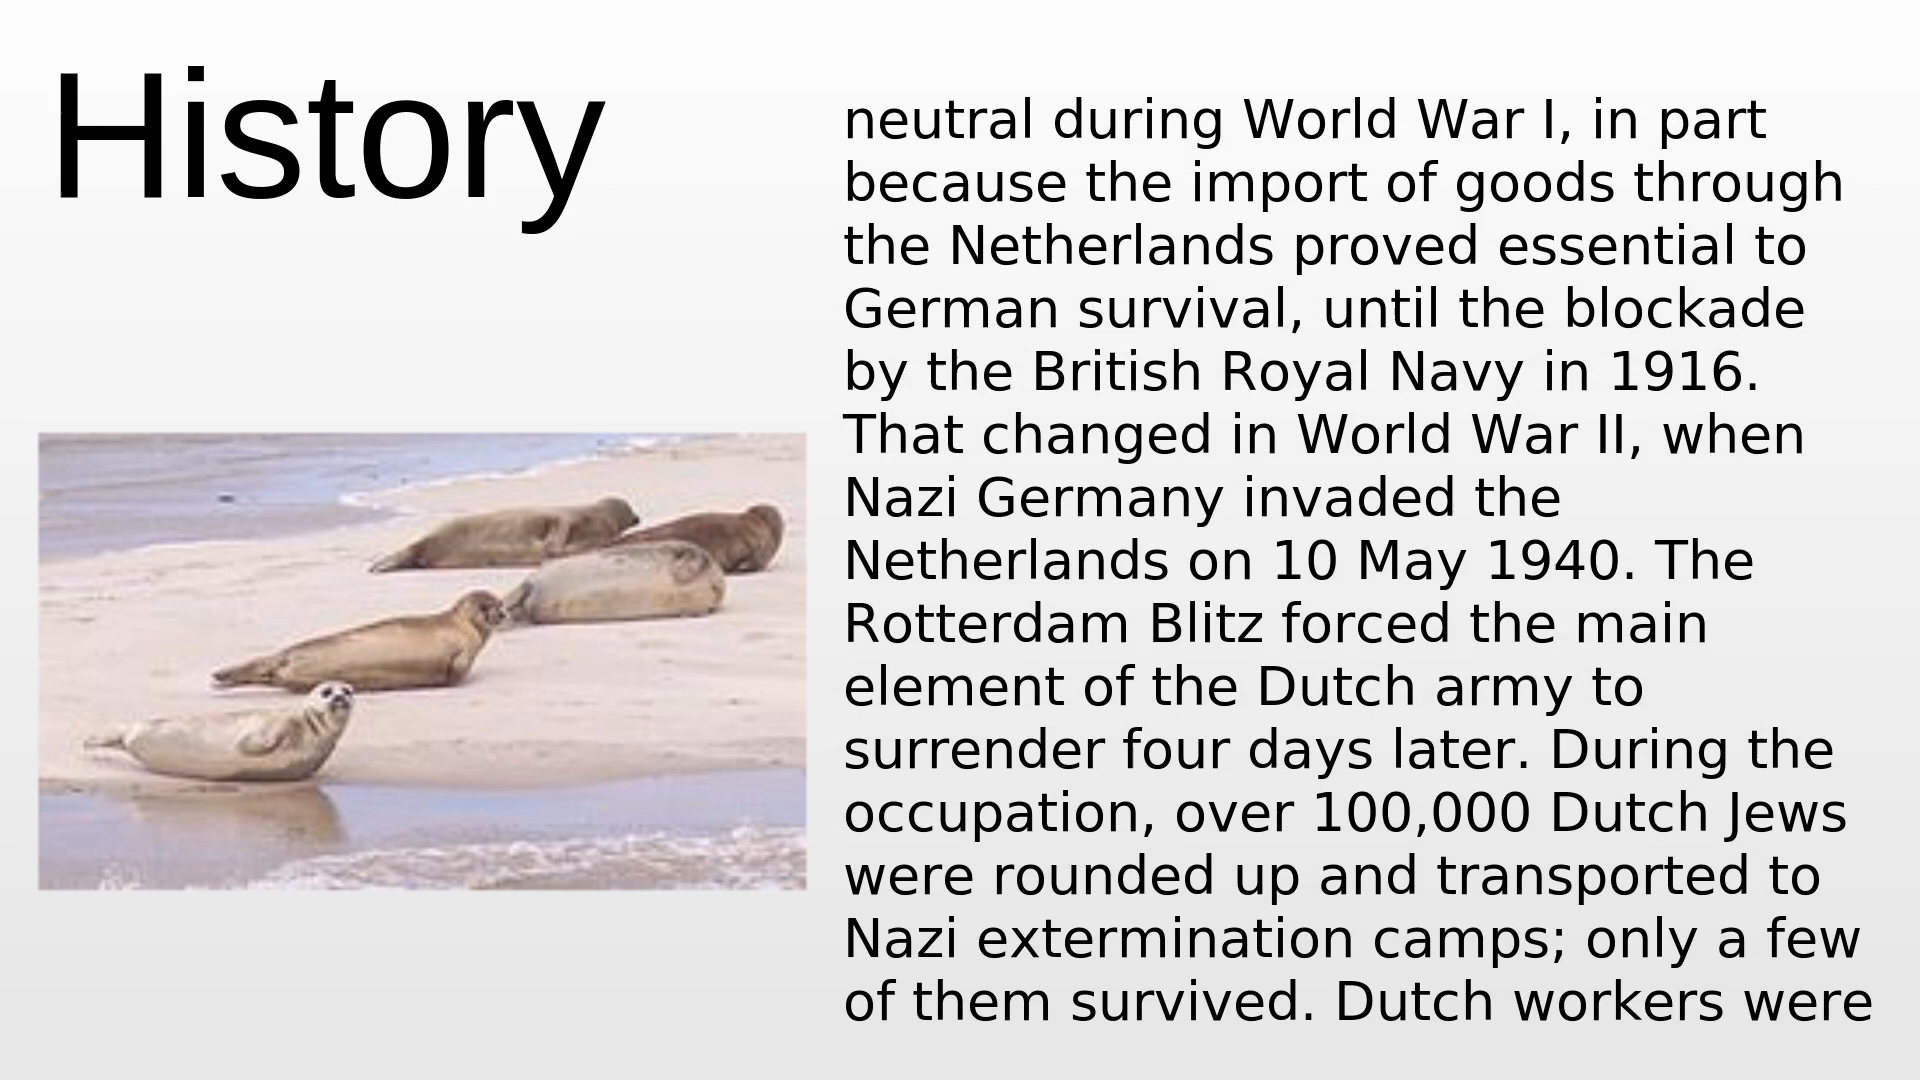 History
neutral during World War I, in part
because the import of goods through
the Netherlands proved essential to
German survival, until the blockade
by the British Royal Navy in 1916.
That changed in World War II, when
Nazi Germany invaded the
Netherlands on 10 May 1940. The
Rotterdam Blitz forced the main
element of the Dutch army to
surrender four days later. During the
occupation, over 100,000 Dutch Jews
were rounded up and transported to
Nazi extermination camps; only a few
of them survived. Dutch workers were